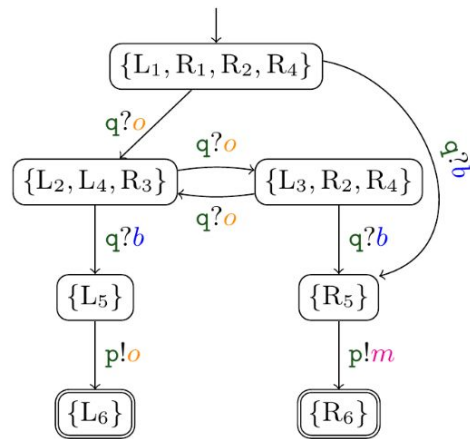 {L₁, R₁, R₂, R₄}
q?o
q?o
q?b
{L₂, L₄, R₃}
{L₃, R₂, R₄}
q?o
q?b
q?b
{L₅}
{R₅}
p!o
p!m
{L₆}
{R₆}